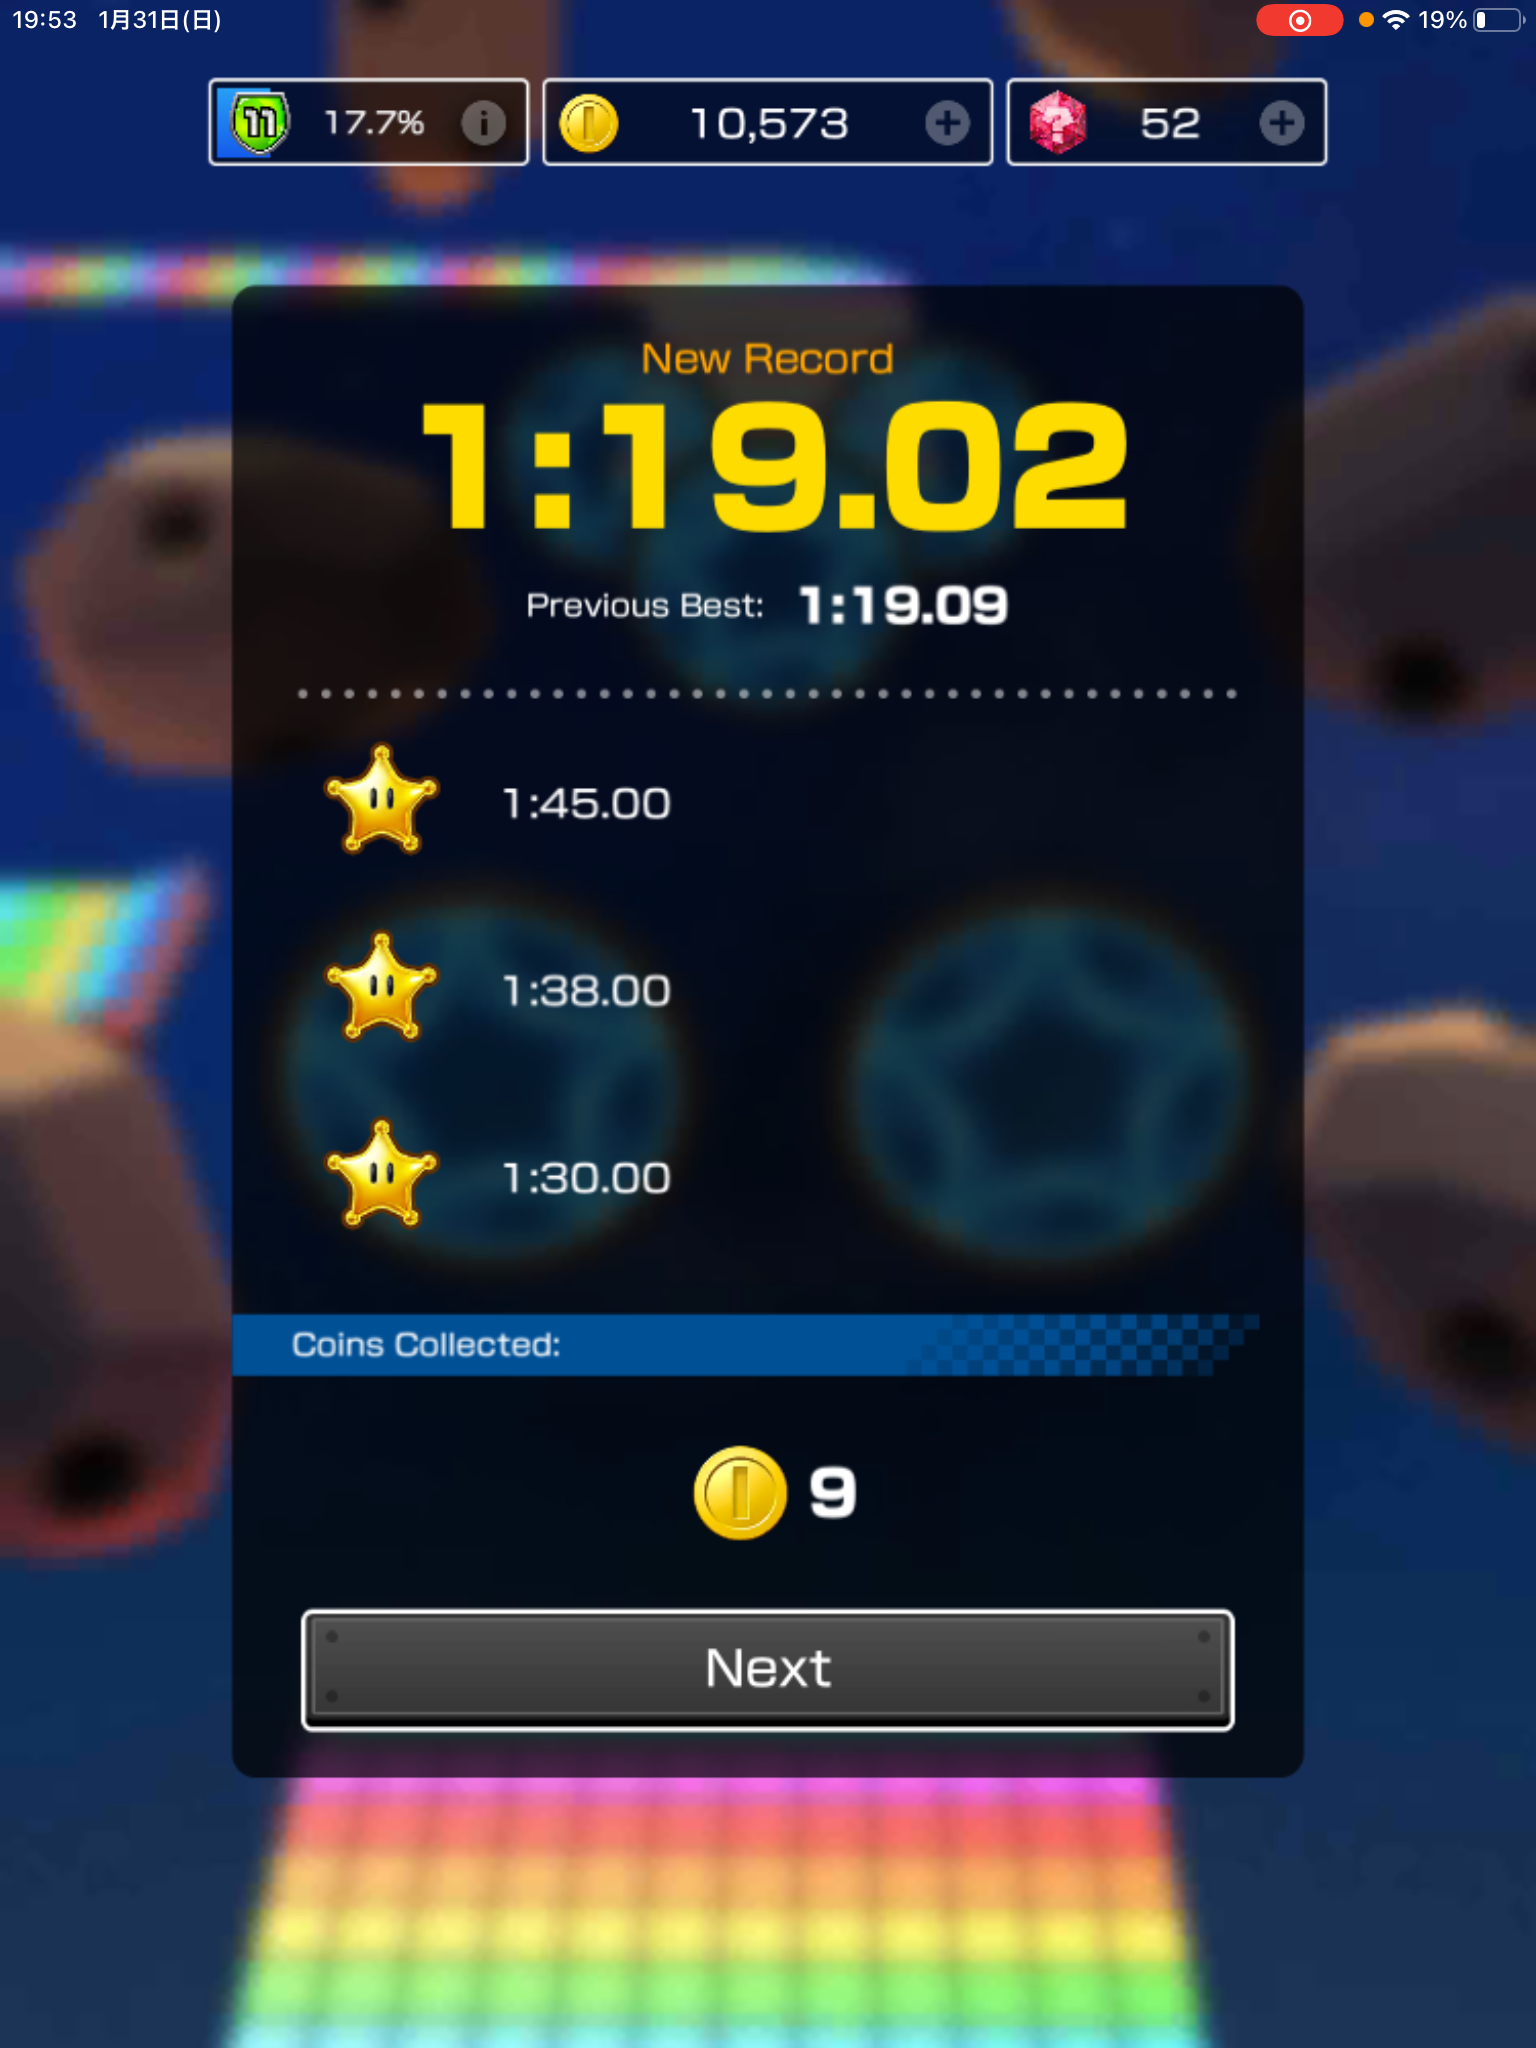 19:53 1月31日(日) 19%
11 17.7% i 10,573 + ? 52 +
New Record
1:19.02
Previous Best: 1:19.09
1:45.00
1:38.00
1:30.00
Coins Collected:
9
Next